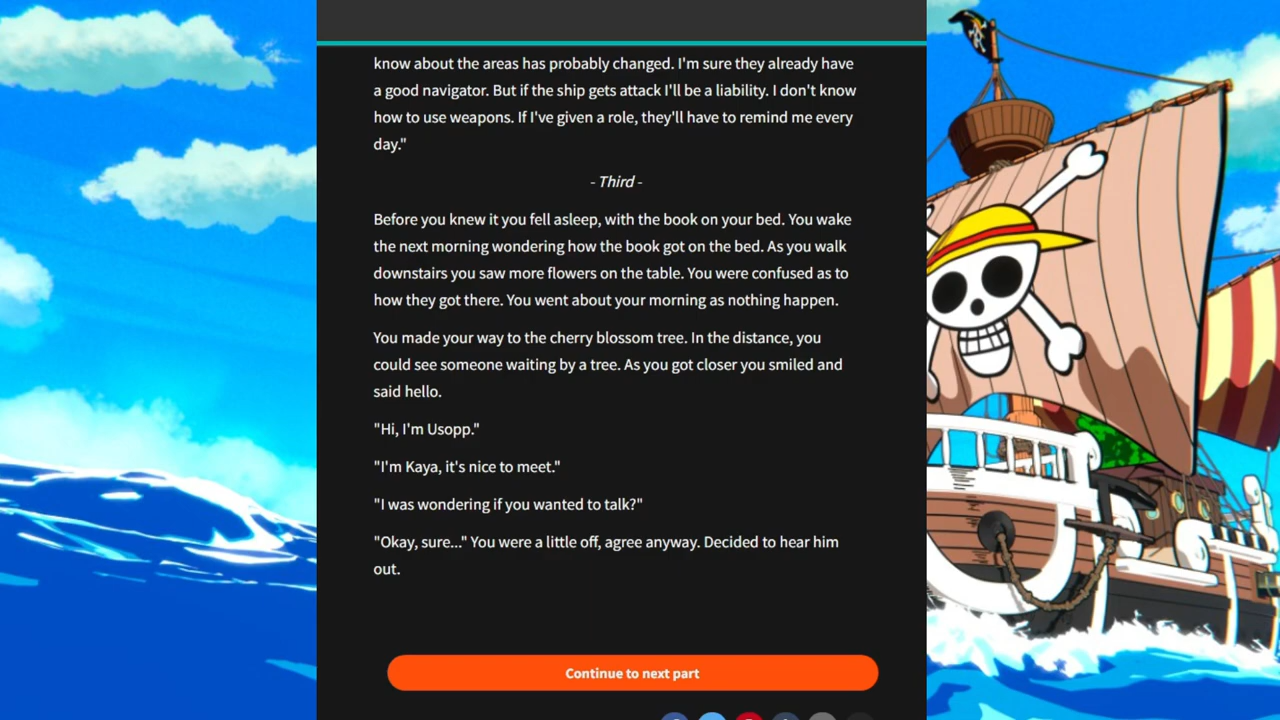 know about the areas has probably changed. I'm sure they already have
a good navigator. But if the ship gets attack I'll be a liability. I don't know
how to use weapons. If I've given a role, they'll have to remind me every
day."
- Third -
Before you knew it you fell asleep, with the book on your bed. You wake
the next morning wondering how the book got on the bed. As you walk
downstairs you saw more flowers on the table. You were confused as to
how they got there. You went about your morning as nothing happen.
You made your way to the cherry blossom tree. In the distance, you
could see someone waiting by a tree. As you got closer you smiled and
said hello.
"Hi, I'm Usopp."
"I'm Kaya, it's nice to meet."
"I was wondering if you wanted to talk?"
"Okay, sure..." You were a little off, agree anyway. Decided to hear him
out.
Continue to next part